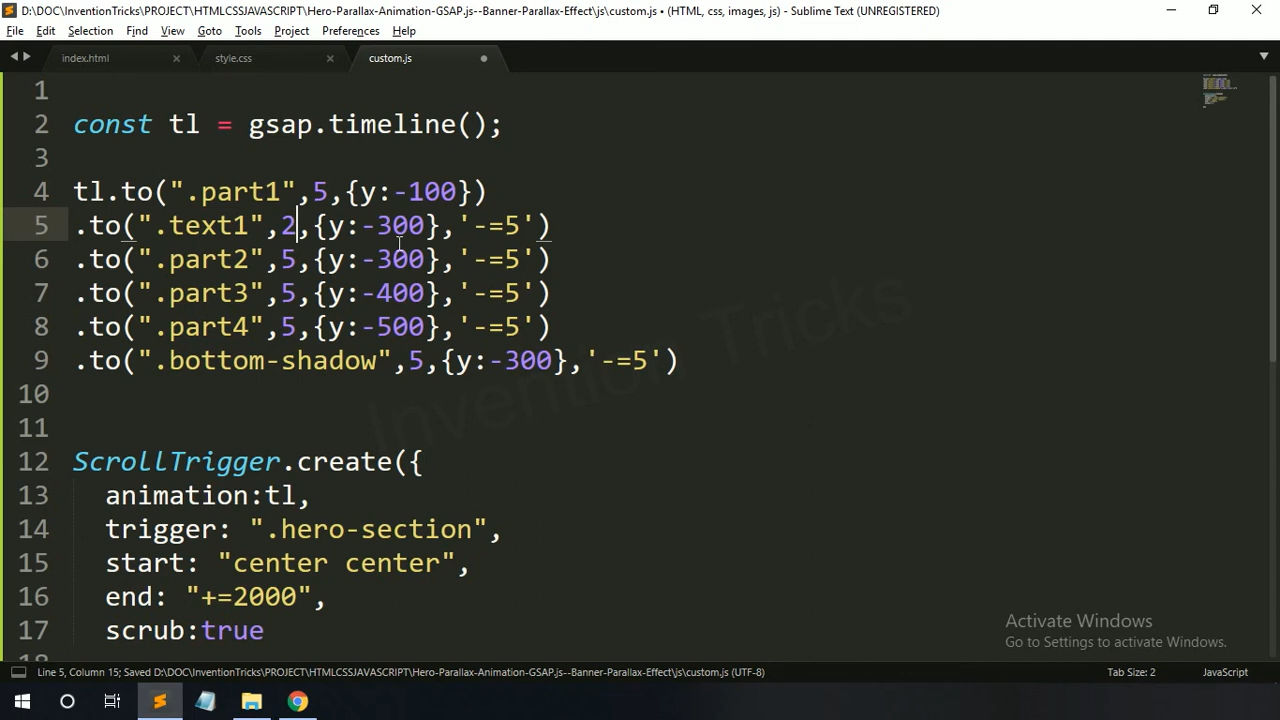 D:\DOC\InventionTricks\PROJECT\HTMLCSSJAVASCRIPT\Hero-Parallax-Animation-GSAP.js--Banner-Parallax-Effect\js\custom.js • (HTML, css, images, js) - Sublime Text (UNREGISTERED)
File Edit Selection Find View Goto Tools Project Preferences Help
index.html style.css custom.js
1
2 const tl = gsap.timeline();
3
4 tl.to(".part1",5,{y:-100})
5 .to(".text1",2,{y:-300},'-=5')
6 .to(".part2",5,{y:-300},'-=5')
7 .to(".part3",5,{y:-400},'-=5')
8 .to(".part4",5,{y:-500},'-=5')
9 .to(".bottom-shadow",5,{y:-300},'-=5')
10
11
12 ScrollTrigger.create({
13 animation:tl,
14 trigger: ".hero-section",
15 start: "center center",
16 end: "+=2000",
17 scrub:true
18
Invention Tricks
Activate Windows
Go to Settings to activate Windows.
Line 5, Column 15; Saved D:\DOC\InventionTricks\PROJECT\HTMLCSSJAVASCRIPT\Hero-Parallax-Animation-GSAP.js--Banner-Parallax-Effect\js\custom.js (UTF-8) Tab Size: 2 JavaScript